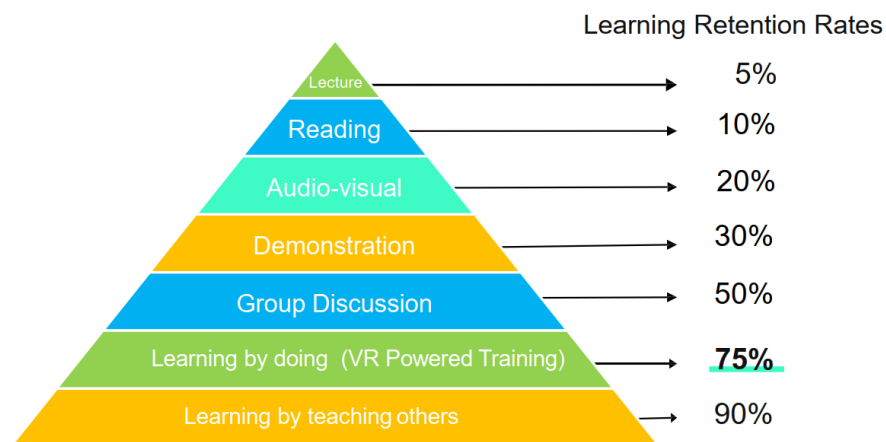 Learning Retention Rates
Lecture
5%
Reading
10%
Audio-visual
20%
Demonstration
30%
Group Discussion
50%
Learning by doing (VR Powered Training)
75%
Learning by teaching others
90%